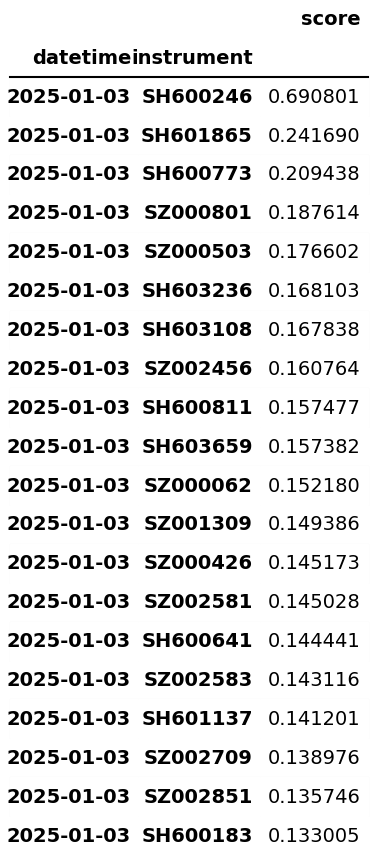 score
datetime instrument
2025-01-03 SH600246 0.690801
2025-01-03 SH601865 0.241690
2025-01-03 SH600773 0.209438
2025-01-03 SZ000801 0.187614
2025-01-03 SZ000503 0.176602
2025-01-03 SH603236 0.168103
2025-01-03 SH603108 0.167838
2025-01-03 SZ002456 0.160764
2025-01-03 SH600811 0.157477
2025-01-03 SH603659 0.157382
2025-01-03 SZ000062 0.152180
2025-01-03 SZ001309 0.149386
2025-01-03 SZ000426 0.145173
2025-01-03 SZ002581 0.145028
2025-01-03 SH600641 0.144441
2025-01-03 SZ002583 0.143116
2025-01-03 SH601137 0.141201
2025-01-03 SZ002709 0.138976
2025-01-03 SZ002851 0.135746
2025-01-03 SH600183 0.133005